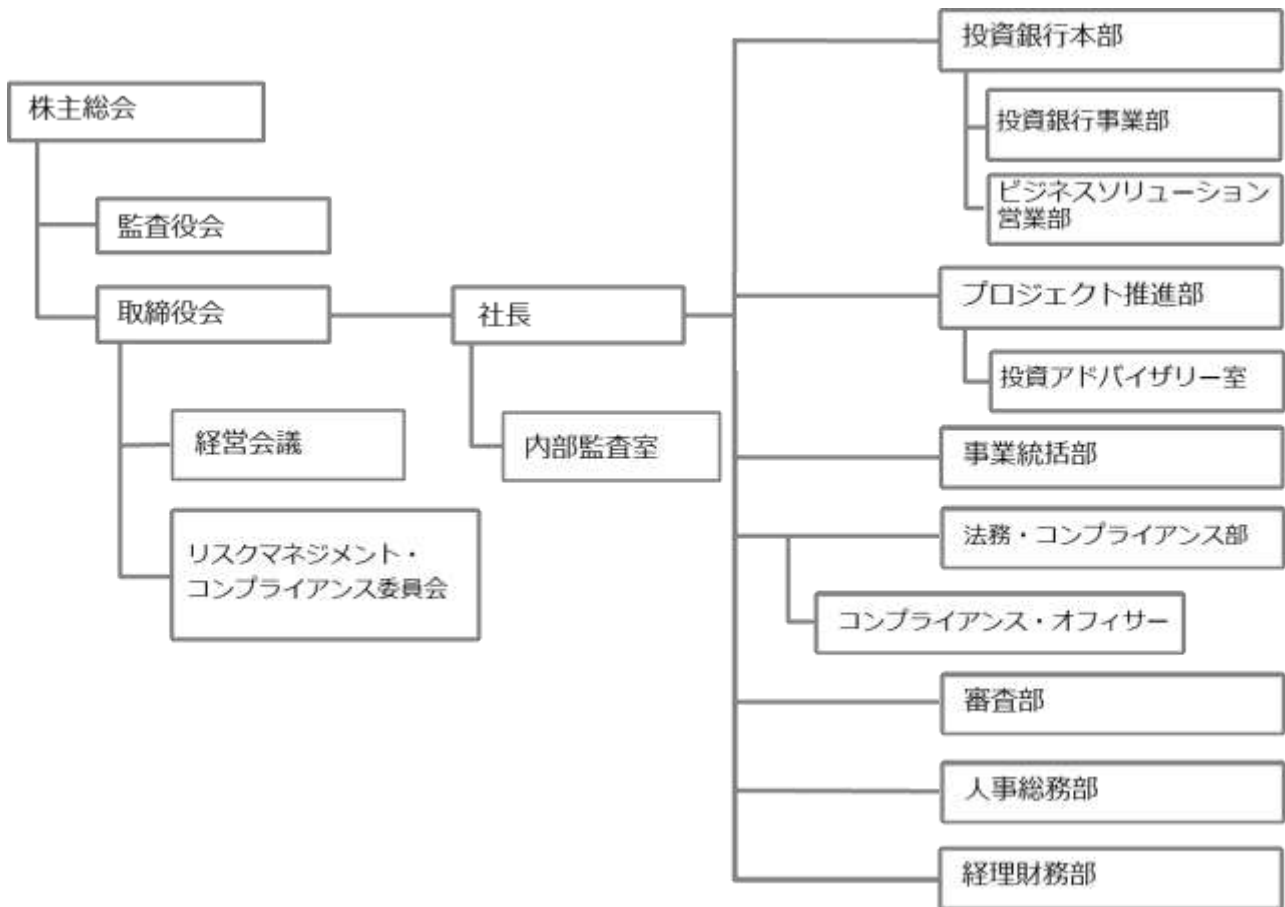 株主総会
監査役会
取締役会
経営会議
リスクマネジメント・
コンプライアンス委員会
社長
内部監査室
投資銀行本部
投資銀行事業部
ビジネスソリューション
営業部
プロジェクト推進部
投資アドバイザリー室
事業統括部
法務・コンプライアンス部
コンプライアンス・オフィサー
審査部
人事総務部
経理財務部